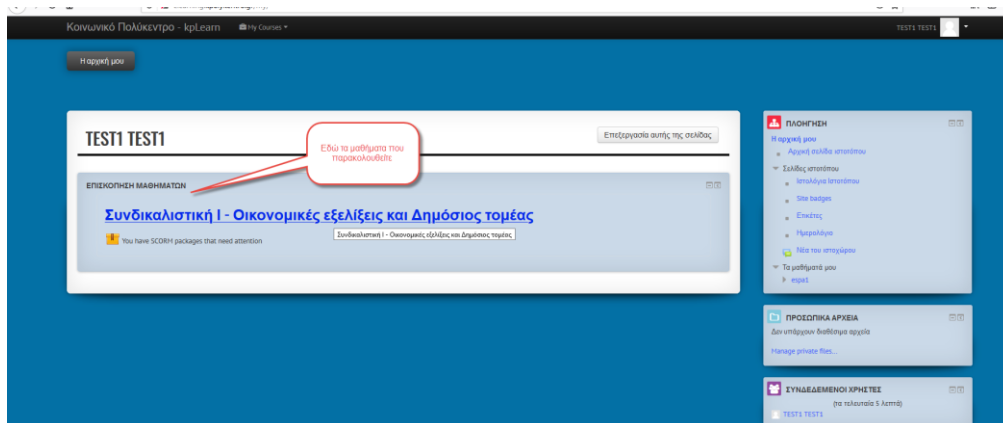 Κοινωνικό Πολύκεντρο - kpLearn My Courses
TEST1 TEST1
Η αρχική μου
TEST1 TEST1
Επεξεργασία αυτής της σελίδας
Εδώ τα μαθήματα που
παρακολουθείτε
ΕΠΙΣΚΟΠΗΣΗ ΜΑΘΗΜΑΤΩΝ
Συνδικαλιστική Ι - Οικονομικές εξελίξεις και Δημόσιος τομέας
You have SCORM packages that need attention
Συνδικαλιστική Ι - Οικονομικές εξελίξεις και Δημόσιος τομέας
ΠΛΟΗΓΗΣΗ
Η αρχική μου
Αρχική σελίδα ιστοτόπου
Σελίδες ιστοτόπου
Ιστολόγια Ιστοτόπου
Site badges
Ετικέτες
Ημερολόγιο
Νέα του ιστοχώρου
Τα μαθήματά μου
espa1
ΠΡΟΣΩΠΙΚΑ ΑΡΧΕΙΑ
Δεν υπάρχουν διαθέσιμα αρχεία
Manage private files...
ΣΥΝΔΕΔΕΜΕΝΟΙ ΧΡΗΣΤΕΣ
(τα τελευταία 5 λεπτά)
TEST1 TEST1